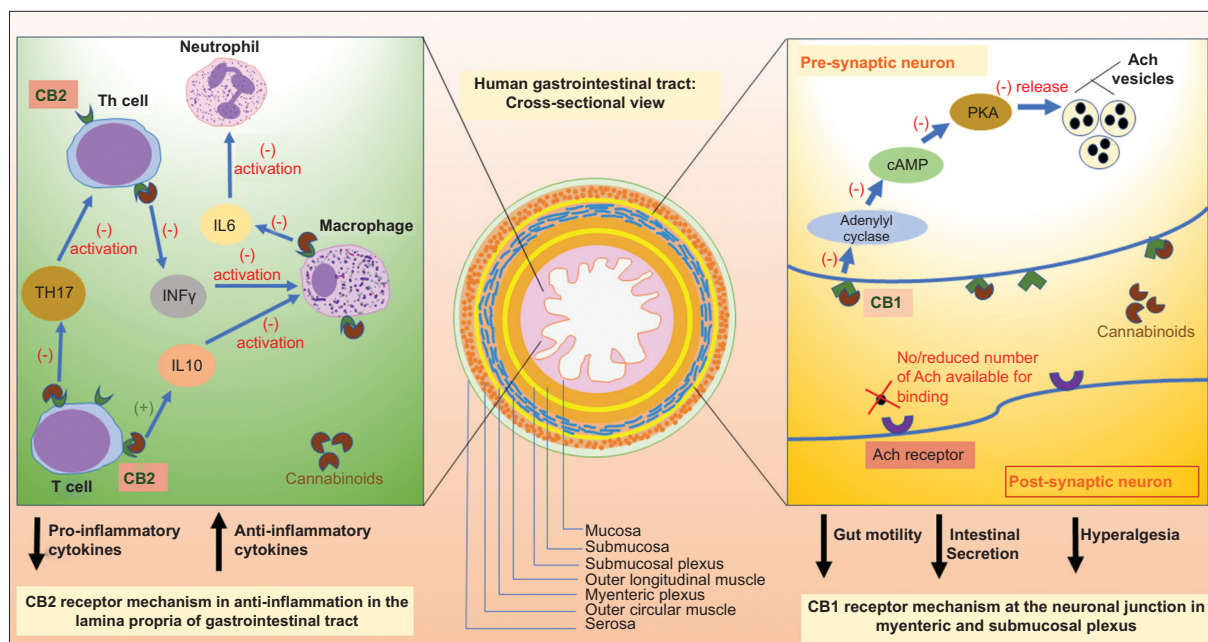 Neutrophil
CB2
Th cell
(-)
activation
IL6
(-)
Macrophage
(-)
activation
(-)
(-)
activation
TH17
INFγ
(-)
activation
(-)
IL10
(+)
CB2
T cell
Cannabinoids
Pro-inflammatory
cytokines
Anti-inflammatory
cytokines
CB2 receptor mechanism in anti-inflammation in the
lamina propria of gastrointestinal tract
Human gastrointestinal tract:
Cross-sectional view
Mucosa
Submucosa
Submucosal plexus
Outer longitudinal muscle
Myenteric plexus
Outer circular muscle
Serosa
Pre-synaptic neuron
Ach
vesicles
(-) release
PKA
(-)
cAMP
(-)
Adenylyl
cyclase
(-)
CB1
Cannabinoids
No/reduced number
of Ach available for
binding
Ach receptor
Post-synaptic neuron
Gut motility
Intestinal
Secretion
Hyperalgesia
CB1 receptor mechanism at the neuronal junction in
myenteric and submucosal plexus